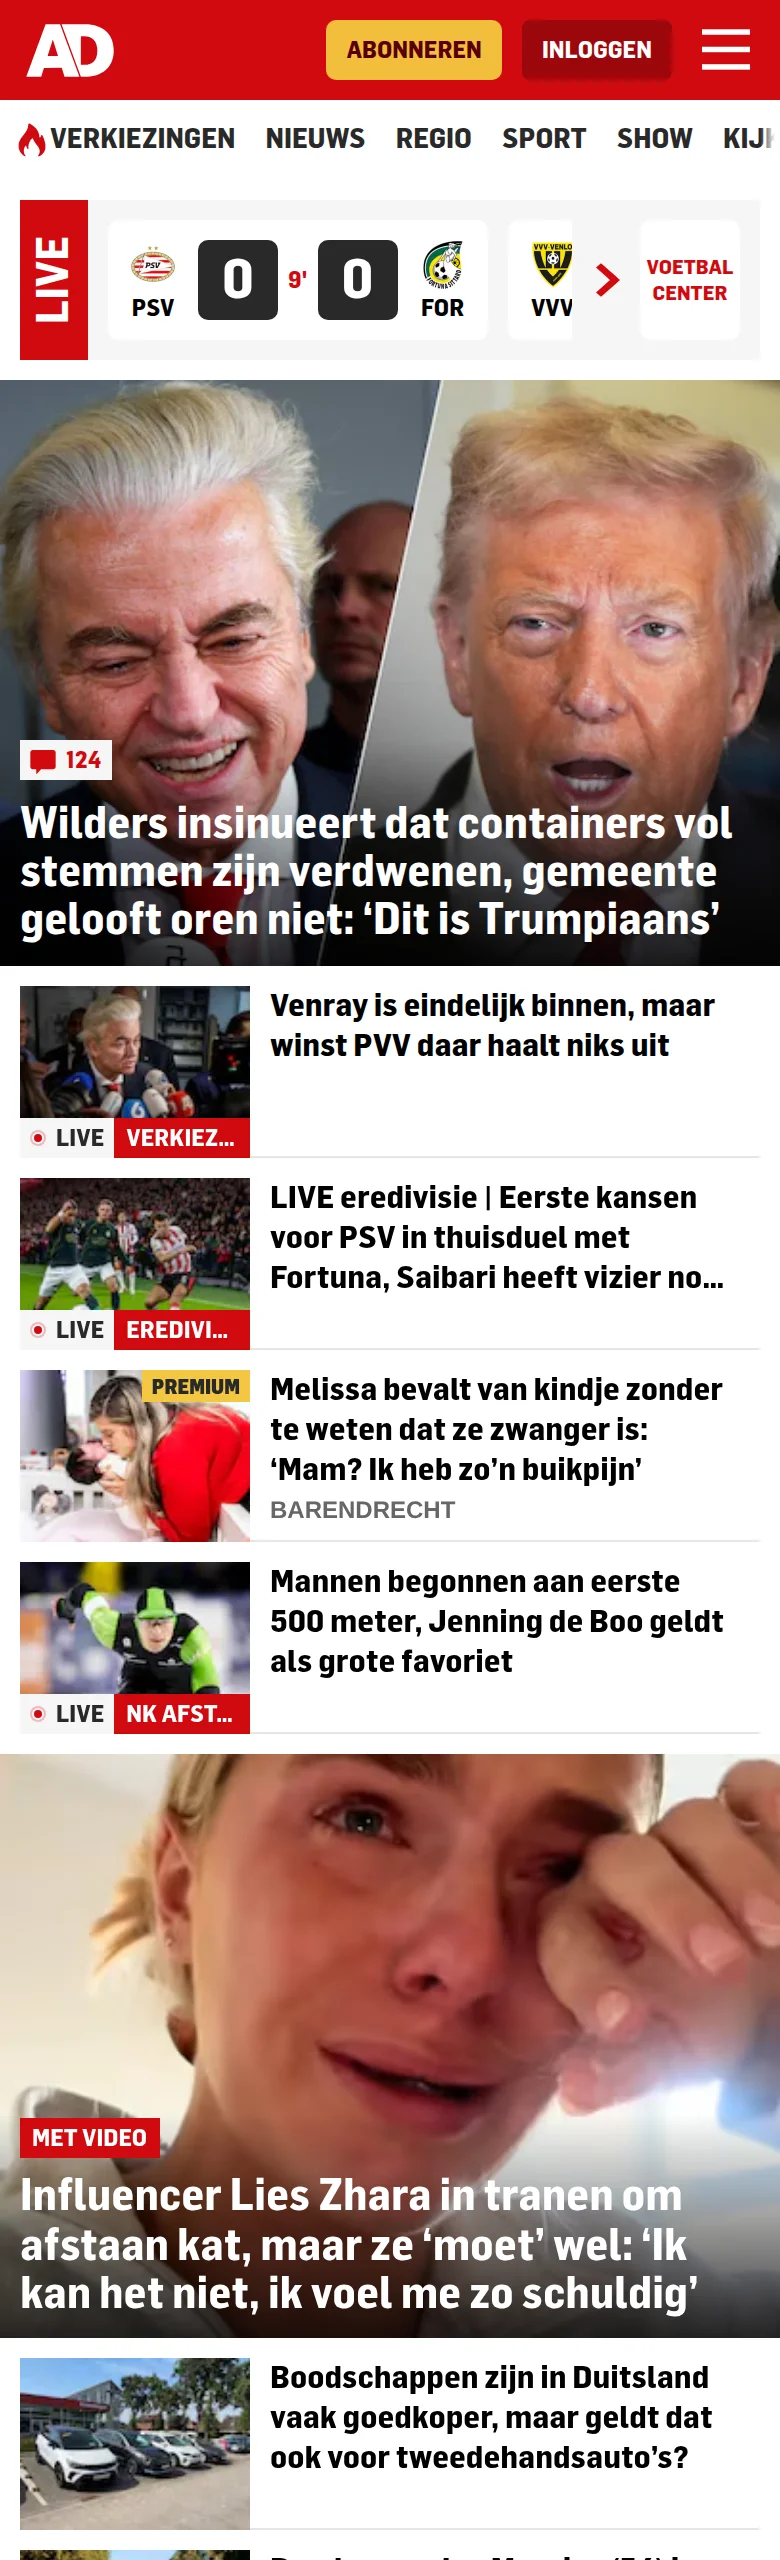 AD
ABONNEREN
INLOGGEN
VERKIEZINGEN NIEUWS REGIO SPORT SHOW
LIVE
PSV
0
9'
0
FOR
VVV-VENLO
VVV
VOETBAL
CENTER
124
Wilders insinueert dat containers vol
stemmen zijn verdwenen, gemeente
gelooft oren niet: ‘Dit is Trumpiaans’
Venray is eindelijk binnen, maar
winst PVV daar haalt niks uit
LIVE VERKIEZ...
LIVE eredivisie | Eerste kansen
voor PSV in thuisduel met
Fortuna, Saibari heeft vizier no...
LIVE EREDIVI...
PREMIUM
Melissa bevalt van kindje zonder
te weten dat ze zwanger is:
‘Mam? Ik heb zo’n buikpijn’
BARENDRECHT
Mannen begonnen aan eerste
500 meter, Jenning de Boo geldt
als grote favoriet
LIVE NK AFST...
MET VIDEO
Influencer Lies Zhara in tranen om
afstaan kat, maar ze ‘moet’ wel: ‘Ik
kan het niet, ik voel me zo schuldig’
Boodschappen zijn in Duitsland
vaak goedkoper, maar geldt dat
ook voor tweedehandsauto’s?